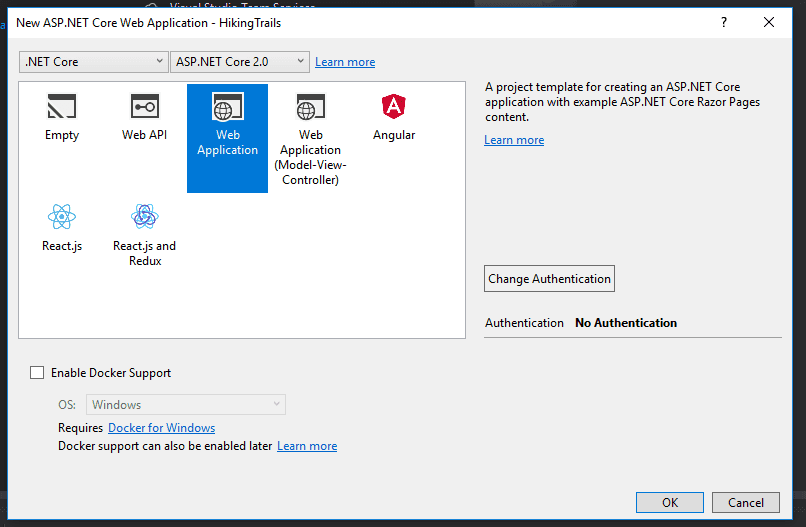 Visual Studio Team Services
New ASP.NET Core Web Application - HikingTrails
? 
.NET Core
ASP.NET Core 2.0
Learn more
Empty
Web API
Web
Application
Web
Application
(Model-View-
Controller)
Angular
React.js
React.js and
Redux
A project template for creating an ASP.NET Core
application with example ASP.NET Core Razor Pages
content.
Learn more
Change Authentication
Authentication No Authentication
Enable Docker Support
OS: Windows
Requires Docker for Windows
Docker support can also be enabled later Learn more
OK
Cancel